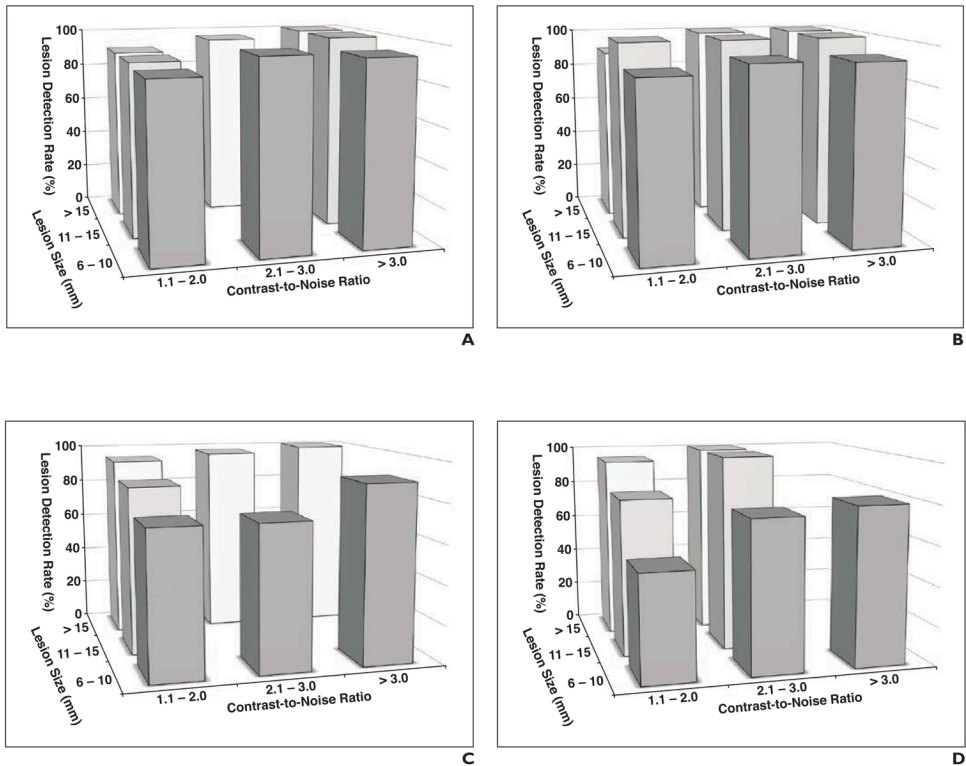 100
80
60
40
20
0
Lesion Detection Rate (%)
> 15
11 – 15
6 – 10
Lesion Size (mm)
1.1 – 2.0
2.1 – 3.0
> 3.0
Contrast-to-Noise Ratio
A
100
80
60
40
20
0
Lesion Detection Rate (%)
> 15
11 – 15
6 – 10
Lesion Size (mm)
1.1 – 2.0
2.1 – 3.0
> 3.0
Contrast-to-Noise Ratio
B
100
80
60
40
20
0
Lesion Detection Rate (%)
> 15
11 – 15
6 – 10
Lesion Size (mm)
1.1 – 2.0
2.1 – 3.0
> 3.0
Contrast-to-Noise Ratio
C
100
80
60
40
20
0
Lesion Detection Rate (%)
> 15
11 – 15
6 – 10
Lesion Size (mm)
1.1 – 2.0
2.1 – 3.0
> 3.0
Contrast-to-Noise Ratio
D